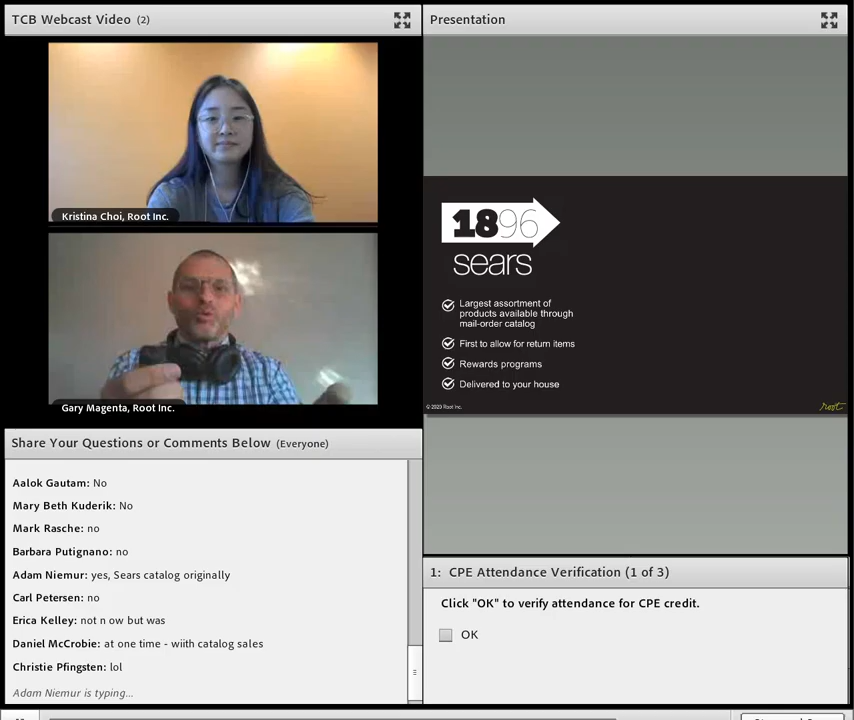 TCB Webcast Video (2)
Kristina Choi, Root Inc.
Gary Magenta, Root Inc.
Share Your Questions or Comments Below (Everyone)
Aalok Gautam: No
Mary Beth Kuderik: No
Mark Rasche: no
Barbara Putignano: no
Adam Niemur: yes, Sears catalog originally
Carl Petersen: no
Erica Kelley: not n ow but was
Daniel McCrobie: at one time - wiith catalog sales
Christie Pfingsten: lol
Adam Niemur is typing...
Presentation
1896
sears
Largest assortment of
products available through
mail-order catalog
First to allow for return items
Rewards programs
Delivered to your house
© 2023 Root Inc.
root
1: CPE Attendance Verification (1 of 3)
Click "OK" to verify attendance for CPE credit.
OK